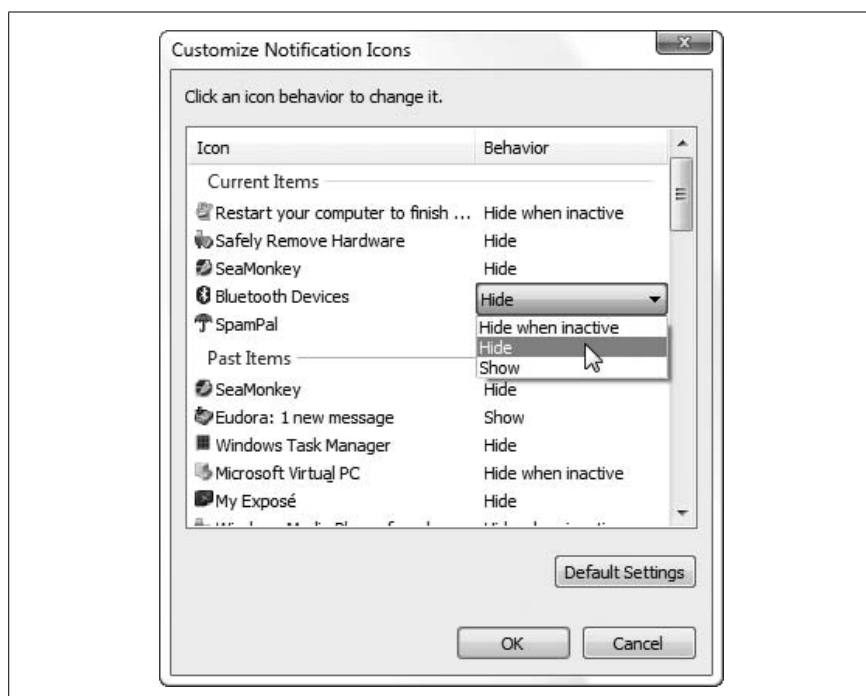 Customize Notification Icons
Click an icon behavior to change it.
Icon Behavior
Current Items
Restart your computer to finish ... Hide when inactive
Safely Remove Hardware Hide
SeaMonkey Hide
Bluetooth Devices Hide
SpamPal Hide when inactive
Hide
Show
Past Items
SeaMonkey Hide
Eudora: 1 new message Show
Windows Task Manager Hide
Microsoft Virtual PC Hide when inactive
My Exposé Hide
Default Settings
OK Cancel